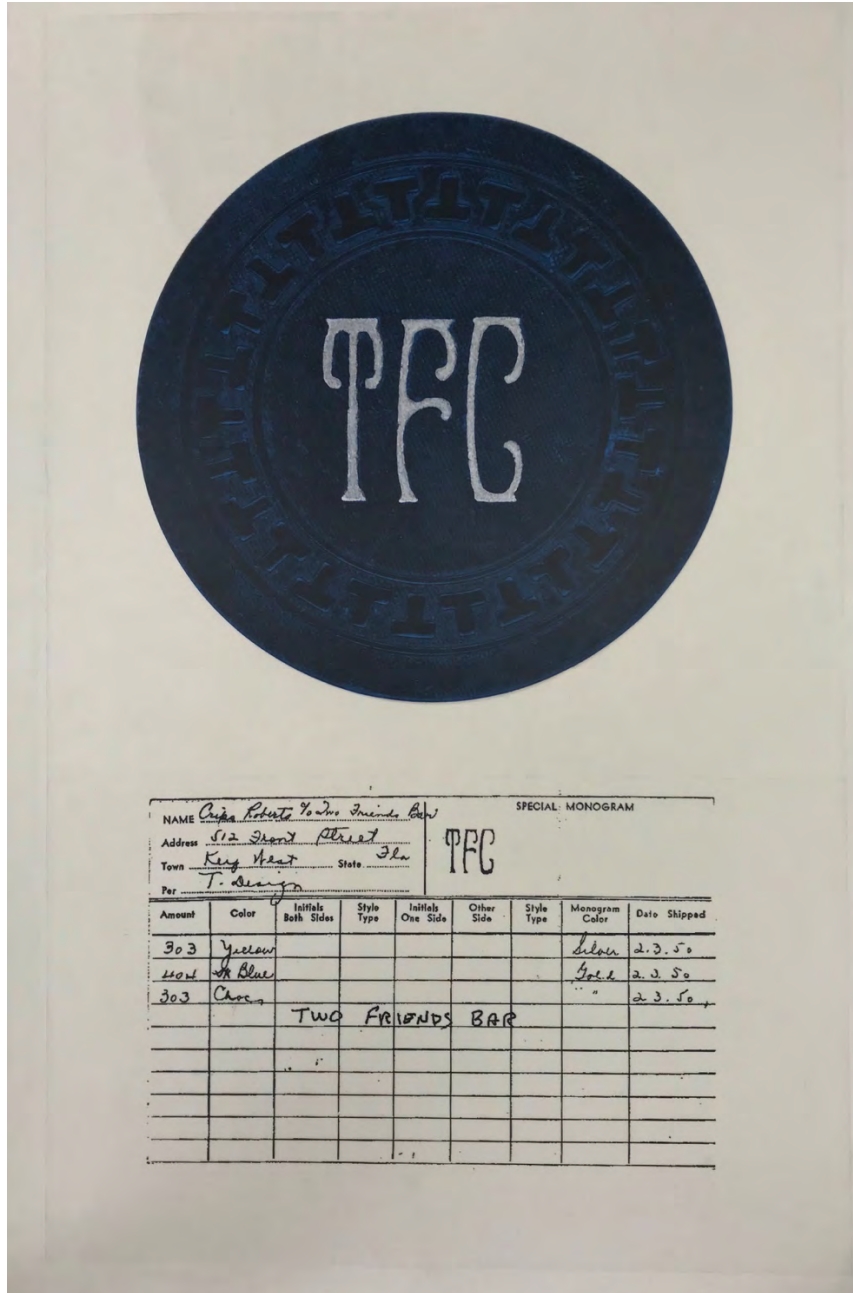 TFC
NAME Crips Roberts % Two Friends Bar
SPECIAL MONOGRAM
Address 512 Front Street
TFC
Town Key West State Fla
Per T. Design
Amount Color Initials Both Sides Style Type Initials One Side Other Side Style Type Monogram Color Date Shipped
303 Yellow Silver 2.3.50
404 Dk Blue Gold 2.3.50
303 Choc " " 2 3.50
TWO FRIENDS BAR